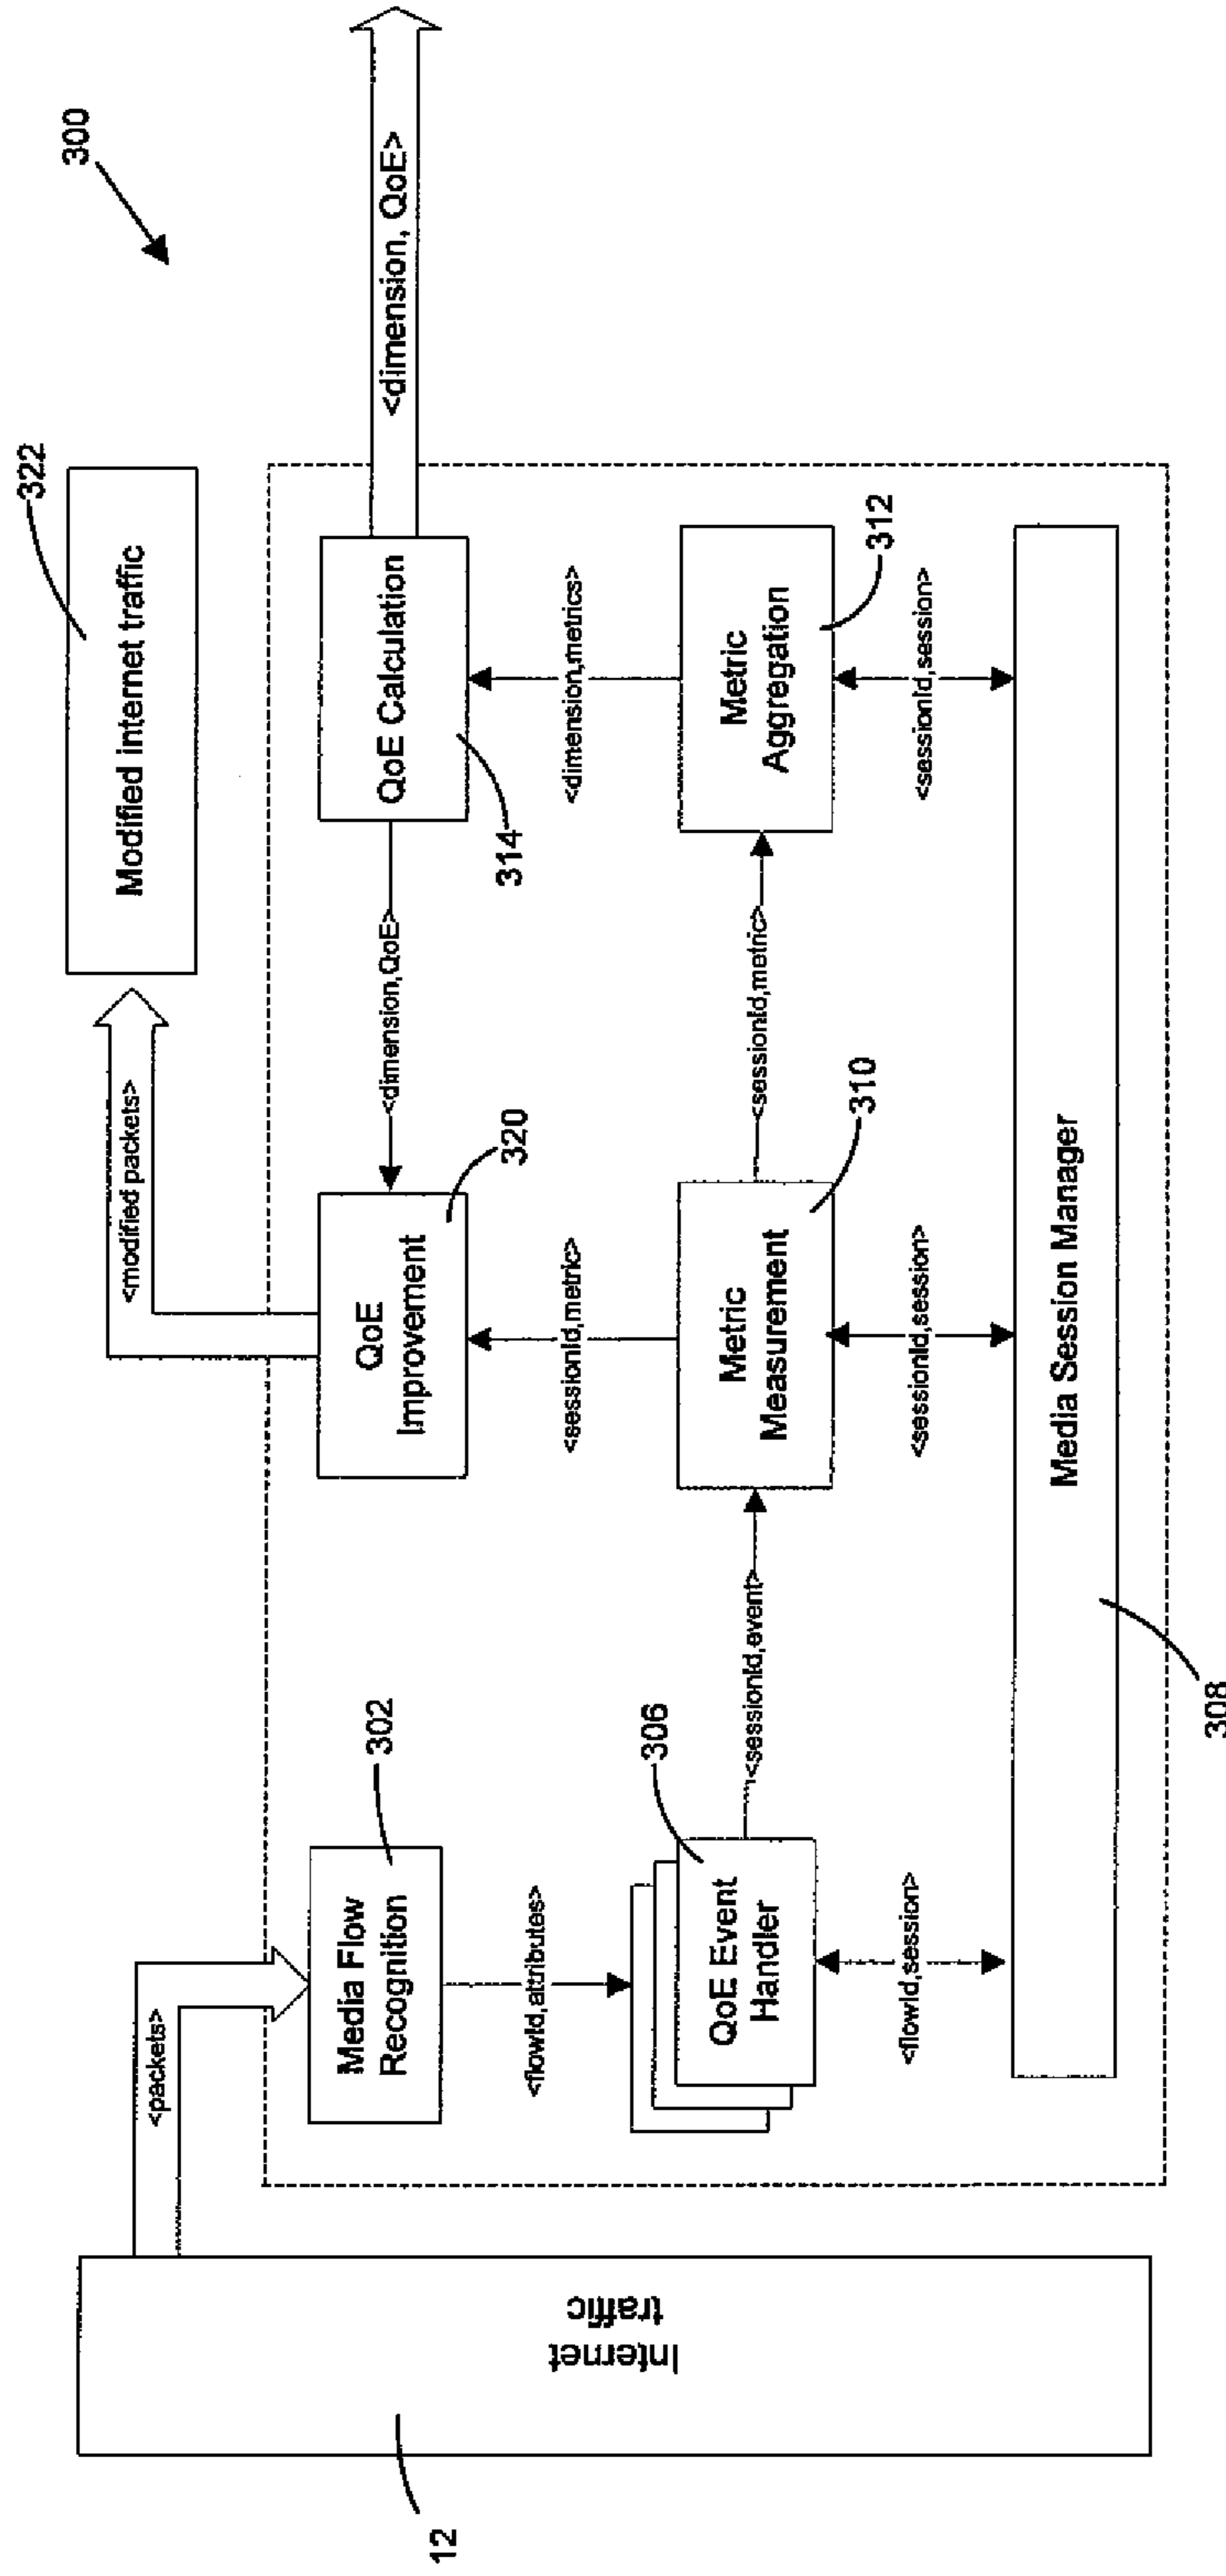 300
322
Modified internet traffic
<modified packets>
<packets>
<dimension, QoE>
Media Flow
Recognition
302
QoE
Improvement
320
<dimension,QoE>
QoE Calculation
314
<flowId,attributes>
<sessionId,metric>
<dimension,metrics>
QoE Event
Handler
306
<sessionId,event>
Metric
Measurement
310
<sessionId,metric>
Metric
Aggregation
312
<flowId,session>
<sessionId,session>
<sessionId,session>
Media Session Manager
308
Internet
traffic
12